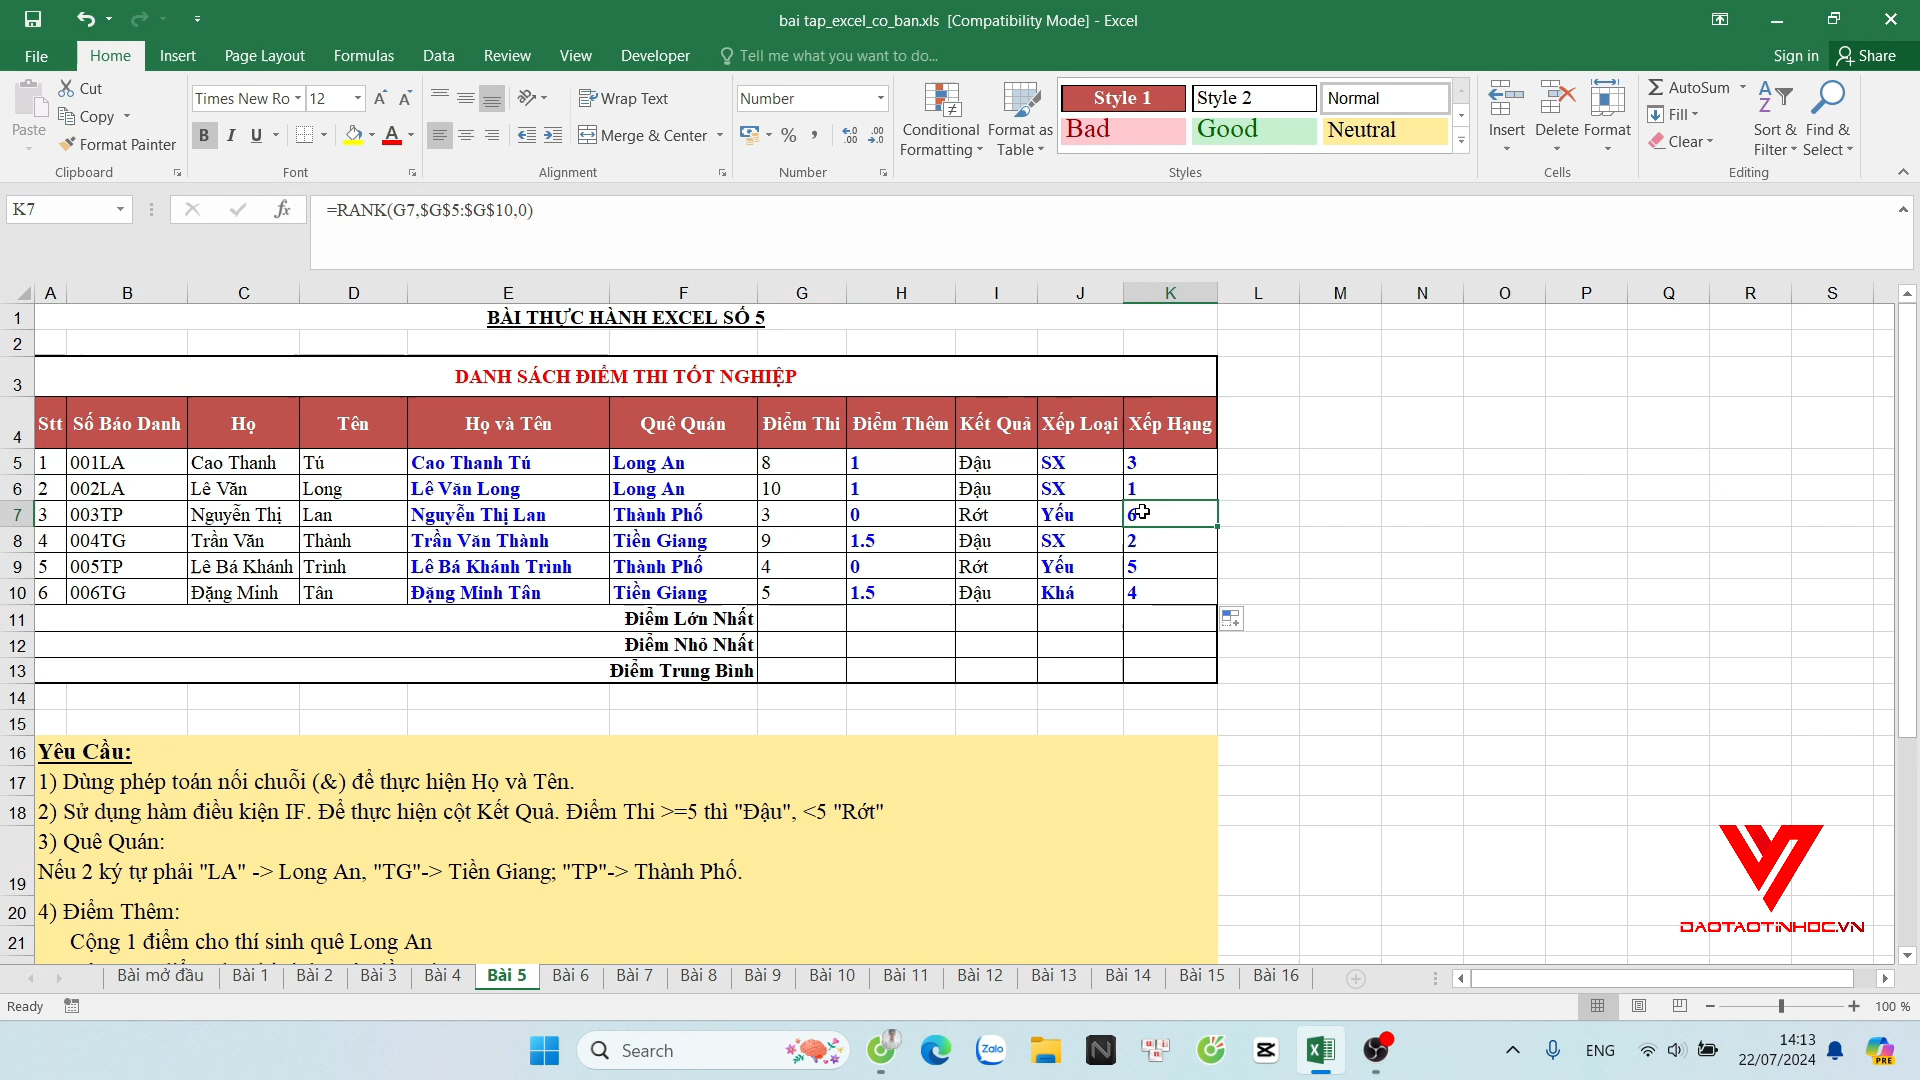 bai tap_excel_co_ban.xls [Compatibility Mode] - Excel
File Home Insert Page Layout Formulas Data Review View Developer Tell me what you want to do... Sign in Share
Paste Cut Copy Format Painter Clipboard
Times New Ro 12 B I U A Font
Wrap Text Merge & Center Alignment
Number % , Number
Conditional Formatting Format as Table Style 1 Style 2 Normal Bad Good Neutral Styles
Insert Delete Format Cells
AutoSum Fill Clear Sort & Filter Find & Select Editing
K7 fx =RANK(G7,$G$5:$G$10,0)
A B C D E F G H I J K L M N O P Q R S
1 BÀI THỰC HÀNH EXCEL SỐ 5
2
3 DANH SÁCH ĐIỂM THI TỐT NGHIỆP
4 Stt Số Báo Danh Họ Tên Họ và Tên Quê Quán Điểm Thi Điểm Thêm Kết Quả Xếp Loại Xếp Hạng
5 1 001LA Cao Thanh Tú Cao Thanh Tú Long An 8 1 Đậu SX 3
6 2 002LA Lê Văn Long Lê Văn Long Long An 10 1 Đậu SX 1
7 3 003TP Nguyễn Thị Lan Nguyễn Thị Lan Thành Phố 3 0 Rớt Yếu 6
8 4 004TG Trần Văn Thành Trần Văn Thành Tiền Giang 9 1.5 Đậu SX 2
9 5 005TP Lê Bá Khánh Trình Lê Bá Khánh Trình Thành Phố 4 0 Rớt Yếu 5
10 6 006TG Đặng Minh Tân Đặng Minh Tân Tiền Giang 5 1.5 Đậu Khá 4
11 Điểm Lớn Nhất
12 Điểm Nhỏ Nhất
13 Điểm Trung Bình
14
15
16 Yêu Cầu:
17 1) Dùng phép toán nối chuỗi (&) để thực hiện Họ và Tên.
18 2) Sử dụng hàm điều kiện IF. Để thực hiện cột Kết Quả. Điểm Thi >=5 thì "Đậu", <5 "Rớt"
3) Quê Quán:
19 Nếu 2 ký tự phải "LA" -> Long An, "TG"-> Tiền Giang; "TP"-> Thành Phố.
20 4) Điểm Thêm:
21 Cộng 1 điểm cho thí sinh quê Long An
DAOTAOTINHOC.VN
Bài mở đầu Bài 1 Bài 2 Bài 3 Bài 4 Bài 5 Bài 6 Bài 7 Bài 8 Bài 9 Bài 10 Bài 11 Bài 12 Bài 13 Bài 14 Bài 15 Bài 16
Ready 100 %
Search Zalo ENG 14:13
22/07/2024 PRE